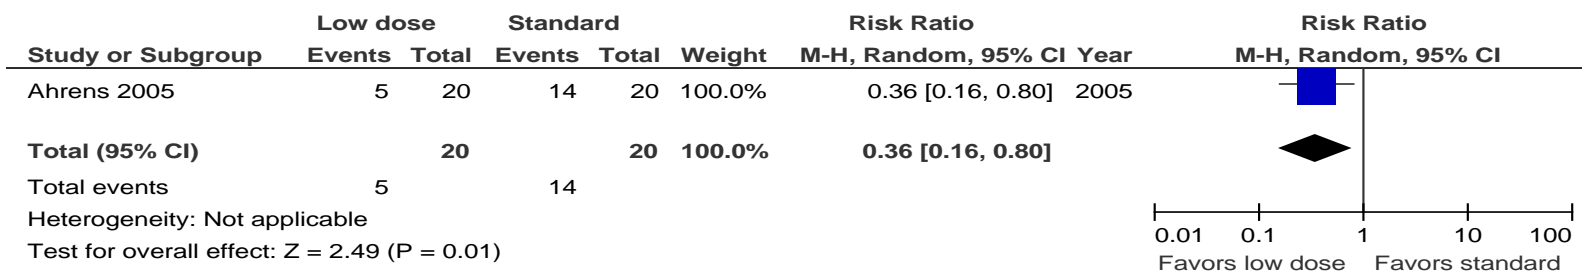 Low dose Standard Risk Ratio Risk Ratio
Study or Subgroup Events Total Events Total Weight M-H, Random, 95% CI Year M-H, Random, 95% CI
Ahrens 2005 5 20 14 20 100.0% 0.36 [0.16, 0.80] 2005
Total (95% CI) 20 20 100.0% 0.36 [0.16, 0.80]
Total events 5 14
Heterogeneity: Not applicable
Test for overall effect: Z = 2.49 (P = 0.01)
0.01 0.1 1 10 100
Favors low dose Favors standard